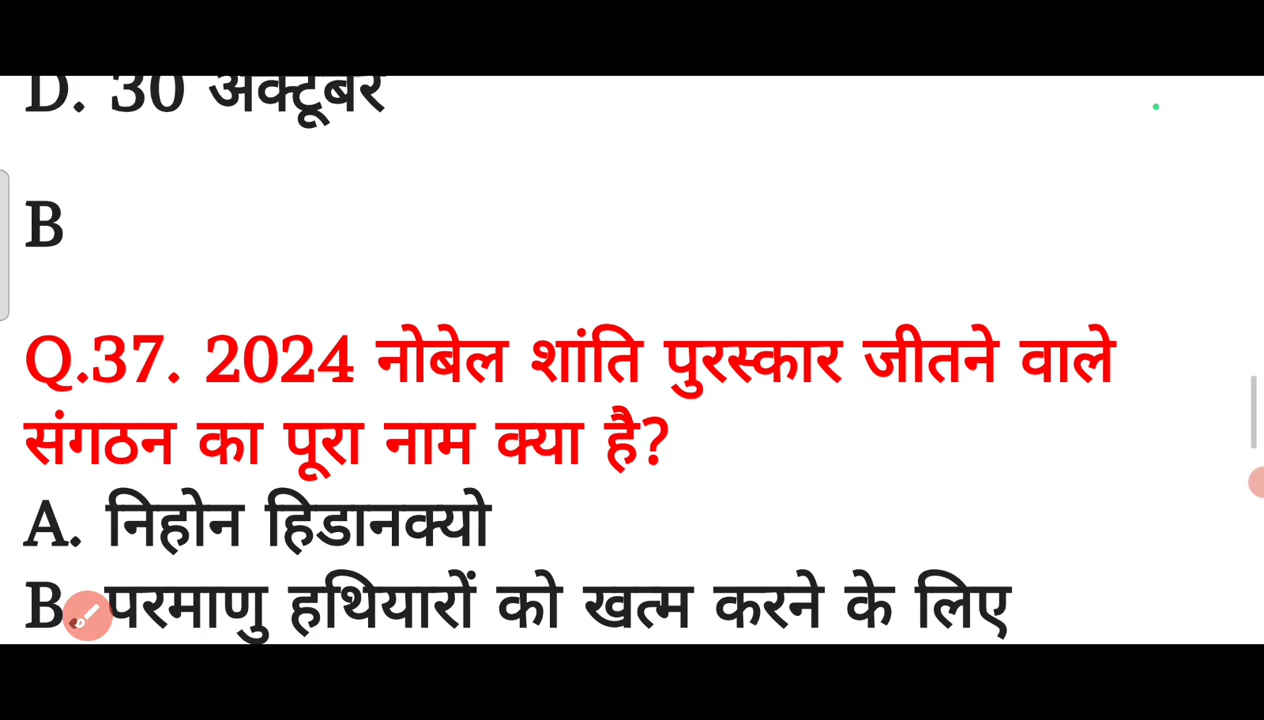 D. 30 अक्टूबर
B
Q.37. 2024 नोबेल शांति पुरस्कार जीतने वाले
संगठन का पूरा नाम क्या है?
A. निहोन हिडानक्यो
B. परमाणु हथियारों को खत्म करने के लिए